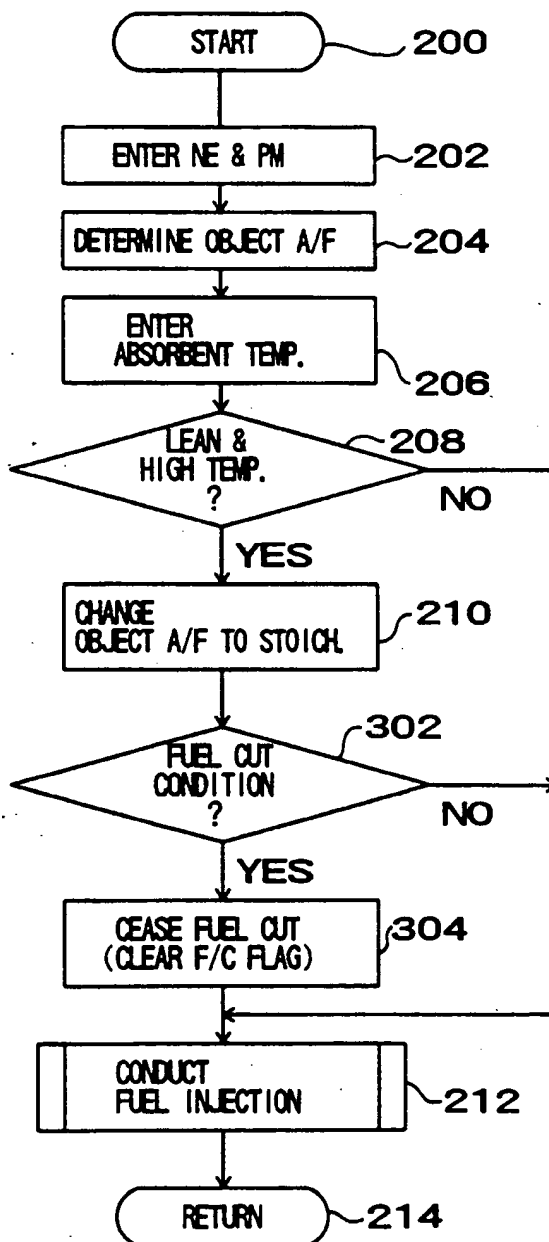 START
200
ENTER NE & PM
202
DETERMINE OBJECT A/F
204
ENTER
ABSORBENT TEMP.
206
LEAN &
HIGH TEMP.
?
208
NO
YES
CHANGE
OBJECT A/F TO STOICH.
210
FUEL CUT
CONDITION
?
302
NO
YES
CEASE FUEL CUT
(CLEAR F/C FLAG)
304
CONDUCT
FUEL INJECTION
212
RETURN
214